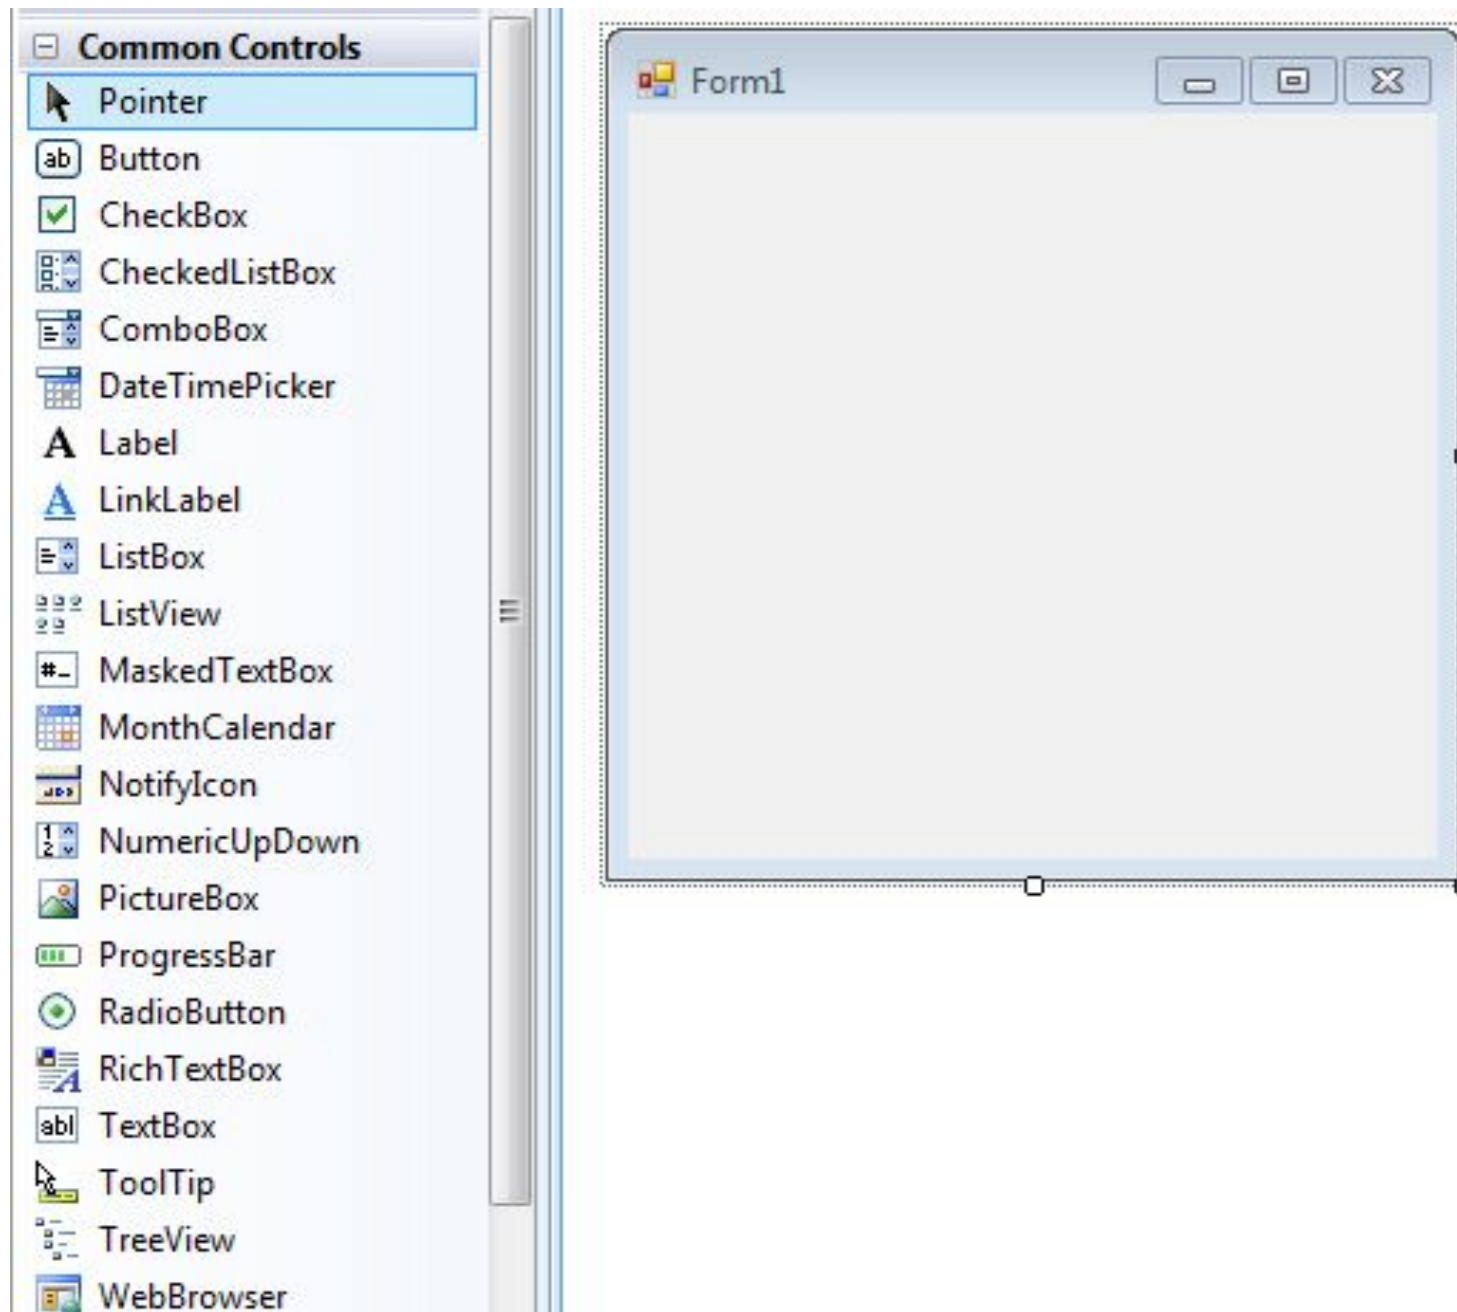 Common Controls
Pointer
Button
CheckBox
CheckedListBox
ComboBox
DateTimePicker
Label
LinkLabel
ListBox
ListView
MaskedTextBox
MonthCalendar
NotifyIcon
NumericUpDown
PictureBox
ProgressBar
RadioButton
RichTextBox
TextBox
ToolTip
TreeView
WebBrowser
Form1